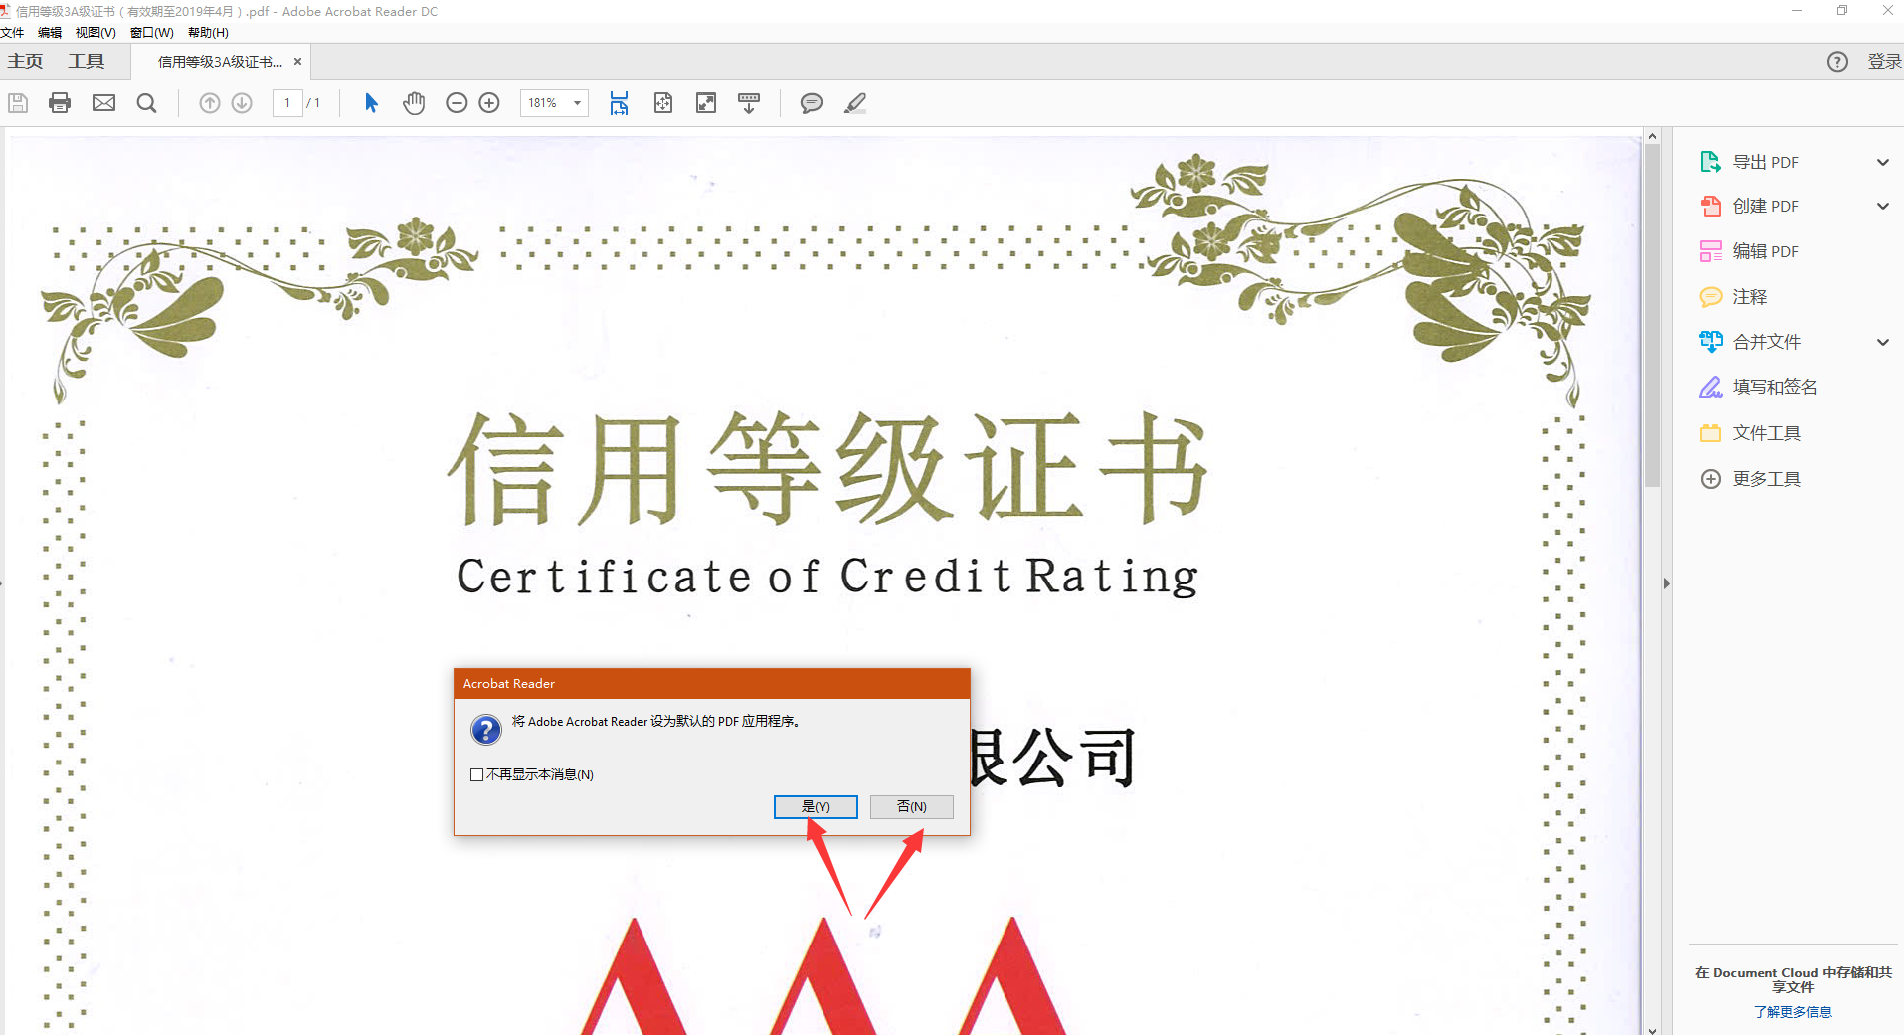 信用等级3A级证书（有效期至2019年4月）.pdf - Adobe Acrobat Reader DC
文件 编辑 视图(V) 窗口(W) 帮助(H)
主页 工具 信用等级3A级证书... × 登录
1 / 1 181%
导出 PDF
创建 PDF
编辑 PDF
注释
合并文件
填写和签名
文件工具
更多工具
信用等级证书
Certificate of Credit Rating
Acrobat Reader
将 Adobe Acrobat Reader 设为默认的 PDF 应用程序。
限公司
不再显示本消息(N)
是(Y) 否(N)
AAA
在 Document Cloud 中存储和共
享文件
了解更多信息